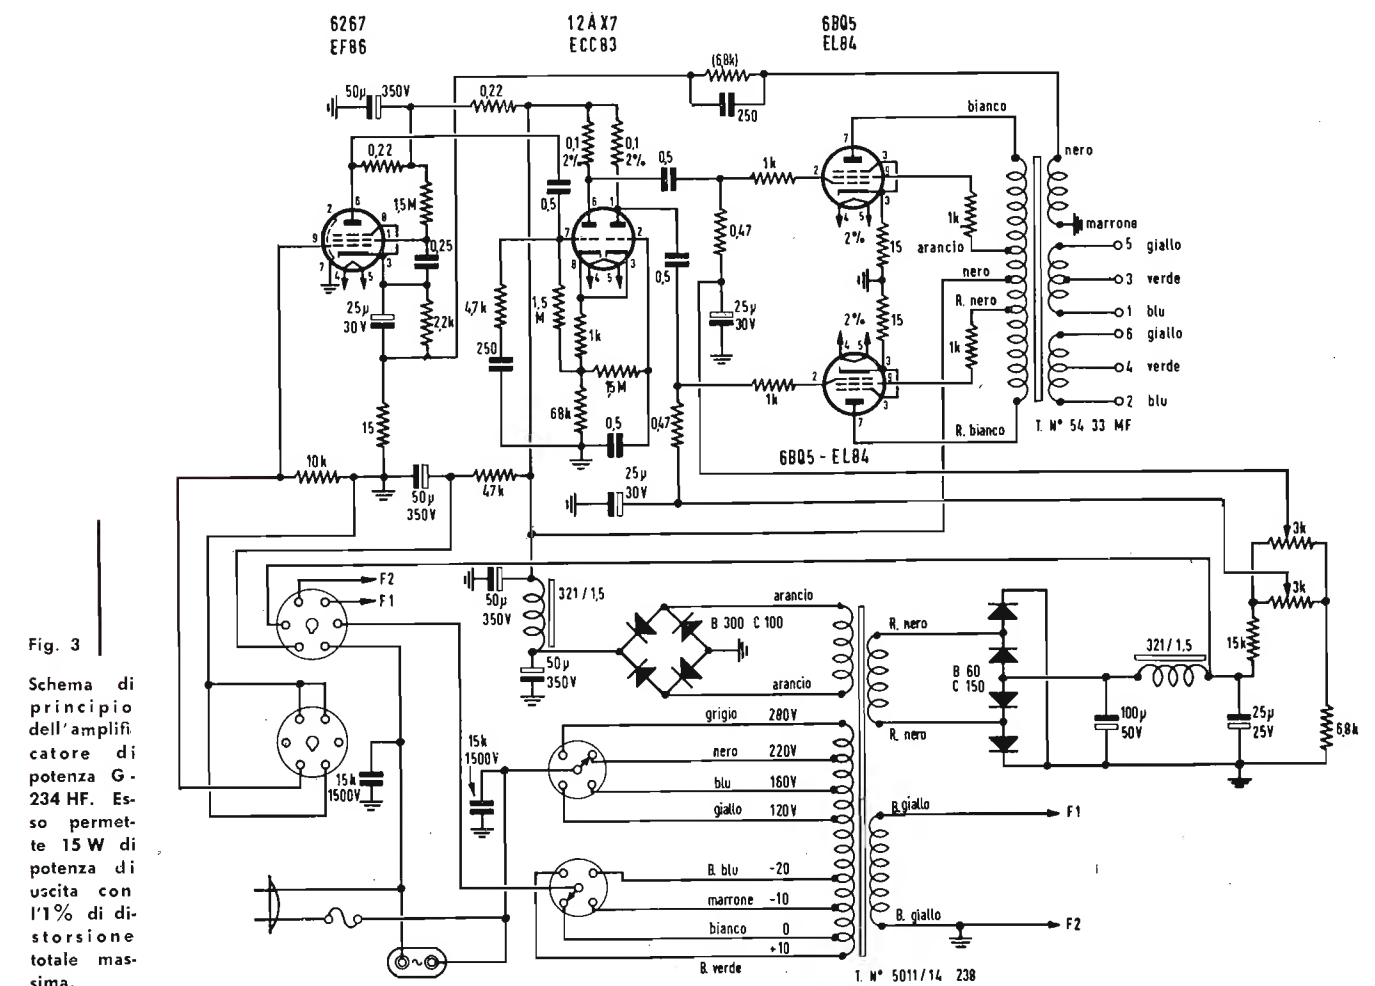 6267
EF86
12AX7
ECC83
6BQ5
EL84
50µ 350V
0,22
(6,8k)
250
bianco
0,22
0,1
2%
0,1
2%
0,5
1k
nero
1,5M
0,5
0,47
1k
marrone
0,25
2%
15
arancio
5 giallo
0,5
nero
3 verde
25µ
30V
2,2k
4,7k
1,5
M
25µ
30V
R. nero
1 blu
1k
2%
15
1k
6 giallo
250
4 verde
15M
1k
2 blu
15
68k
0,5
0,47
R. bianco
T. N° 54 33 MF
6BQ5 - EL84
10k
50µ
350V
47k
25µ
30V
3k
3k
F2
F1
50µ
350V
321 / 1,5
arancio
B 300 C 100
R. nero
15k
321 / 1,5
50µ
350V
B 60
C 150
arancio
grigio 280V
R. nero
100µ
50V
25µ
25V
6,8k
15k
1500V
nero 220V
15k
1500V
blu 160V
giallo 120V
B. giallo
F1
B. blu -20
marrone -10
B. giallo
F2
bianco 0
+10
B. verde
T. N° 5011/14 238
Fig. 3
Schema di
principio
dell'amplifi
catore di
potenza G -
234 HF. Es-
so permet-
te 15 W di
potenza di
uscita con
l'1% di di-
storsione
totale mas-
sima.